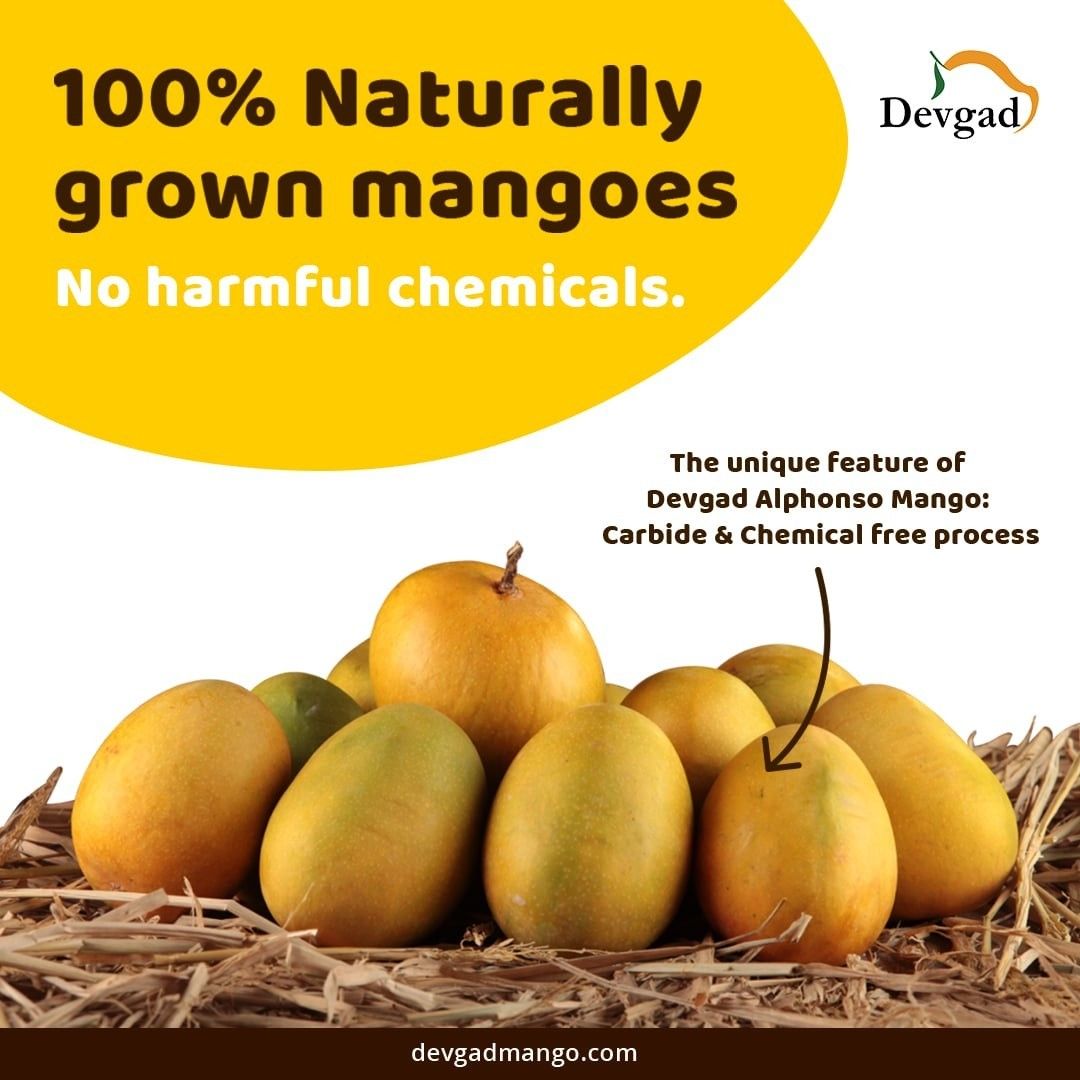 100% Naturally
grown mangoes
No harmful chemicals.
Devgad
The unique feature of
Devgad Alphonso Mango:
Carbide & Chemical free process
devgadmango.com